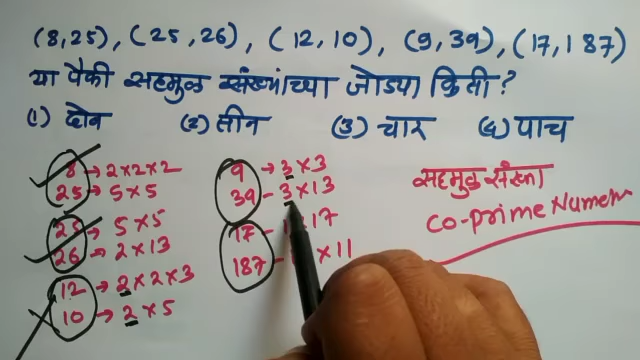 (8,25), (25,26), (12,10), (9,39), (17,187)
या पैकी सहमुळ संख्यांच्या जोड्या किती?
(1) दोन (2) तीन (3) चार (4) पाच
8 → 2×2×2
25 → 5×5
25 → 5×5
26 → 2×13
12 → 2×2×3
10 → 2×5
9 → 3×3
39 - 3×13
17 - 17
187 - ×11
सहमुळ संख्या
co-prime Numer